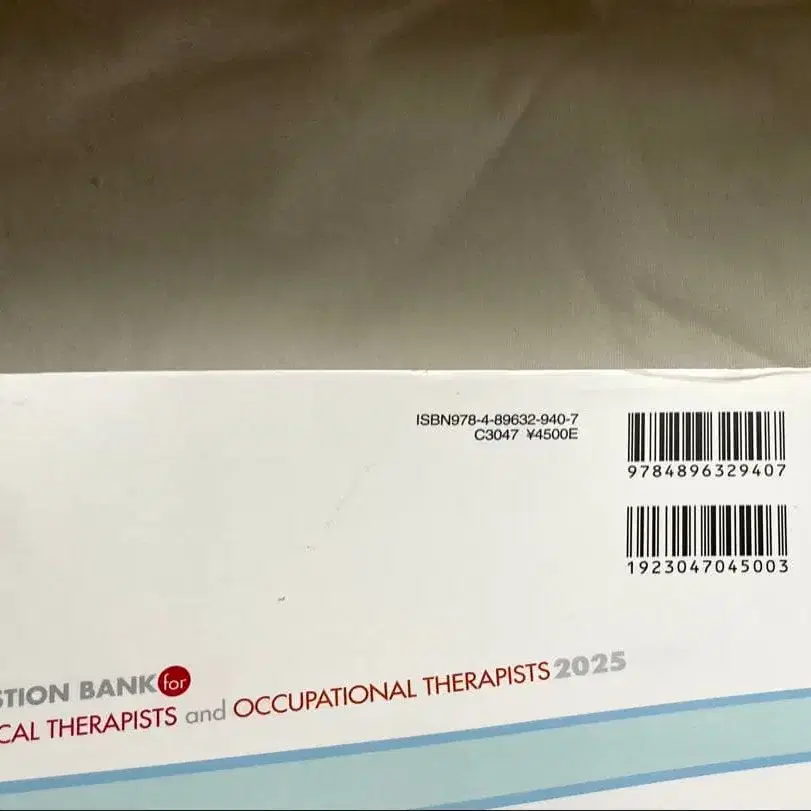 ISBN978-4-89632-940-7
C3047 ¥4500E
9784896329407
1923047045003
STION BANK for
CAL THERAPISTS and OCCUPATIONAL THERAPISTS 2025